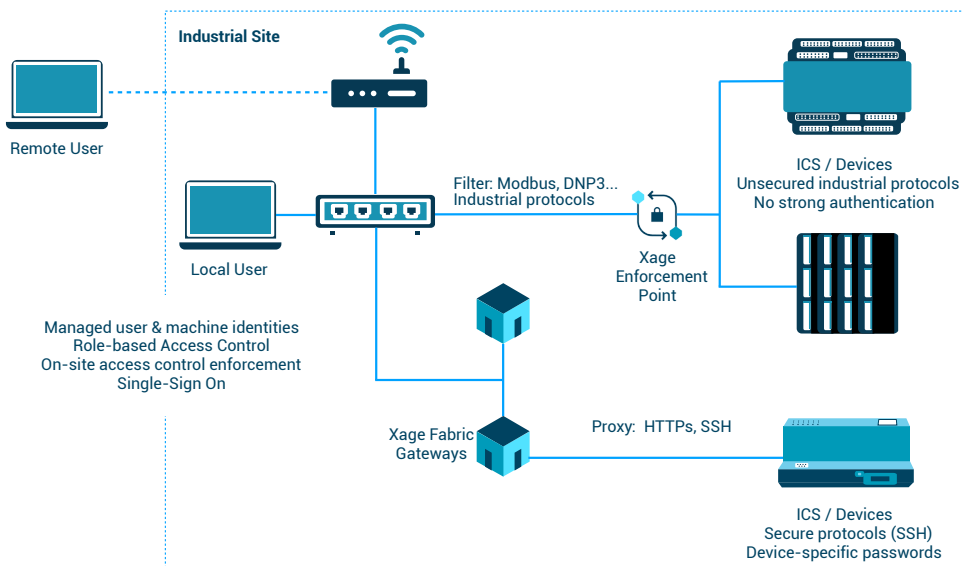 Industrial Site
Remote User
ICS / Devices
Unsecured industrial protocols
No strong authentication
Filter: Modbus, DNP3...
Industrial protocols
Local User
Xage
Enforcement
Point
Managed user & machine identities
Role-based Access Control
On-site access control enforcement
Single-Sign On
Xage Fabric
Gateways
Proxy:  HTTPs, SSH
ICS / Devices
Secure protocols (SSH)
Device-specific passwords